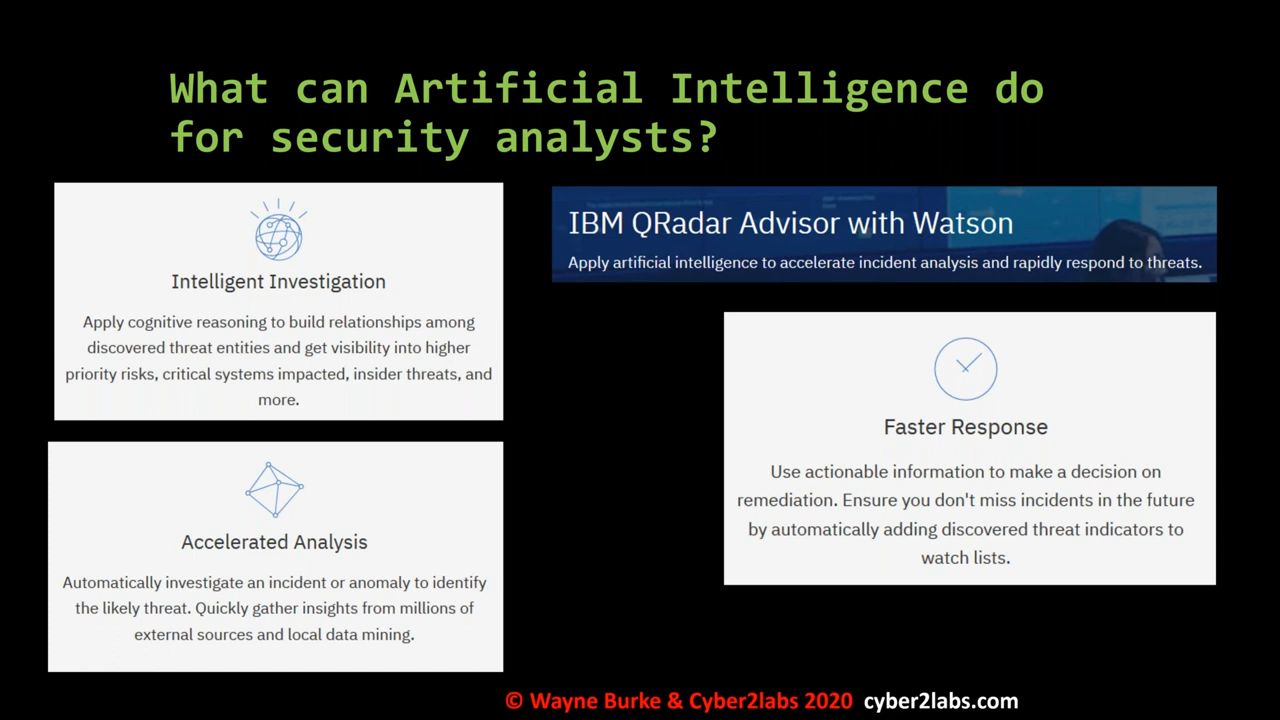 What can Artificial Intelligence do
for security analysts?
Intelligent Investigation
Apply cognitive reasoning to build relationships among
discovered threat entities and get visibility into higher
priority risks, critical systems impacted, insider threats, and
more.
Accelerated Analysis
Automatically investigate an incident or anomaly to identify
the likely threat. Quickly gather insights from millions of
external sources and local data mining.
IBM QRadar Advisor with Watson
Apply artificial intelligence to accelerate incident analysis and rapidly respond to threats.
Faster Response
Use actionable information to make a decision on
remediation. Ensure you don't miss incidents in the future
by automatically adding discovered threat indicators to
watch lists.
© Wayne Burke & Cyber2labs 2020 cyber2labs.com